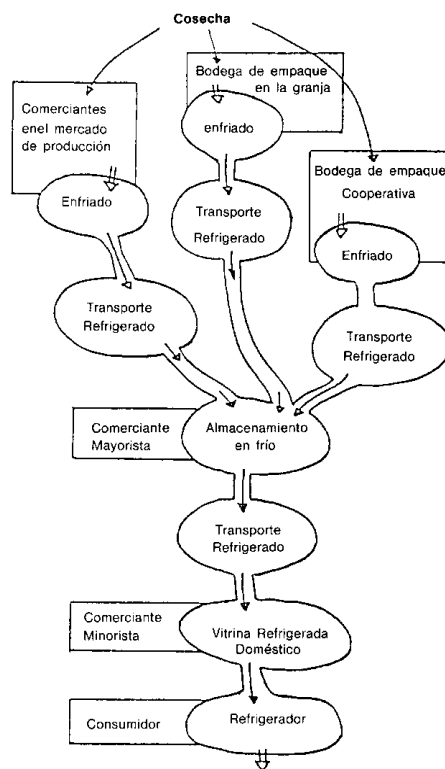 Cosecha
Comerciantes
enel mercado
de producción
Enfriado
Transporte
Refrigerado
Bodega de empaque
en la granja
enfriado
Transporte
Refrigerado
Bodega de empaque
Cooperativa
Enfriado
Transporte
Refrigerado
Comerciante
Mayorista
Almacenamiento
en frío
Transporte
Refrigerado
Comerciante
Minorista
Vitrina Refrigerada
Doméstico
Consumidor
Refrigerador